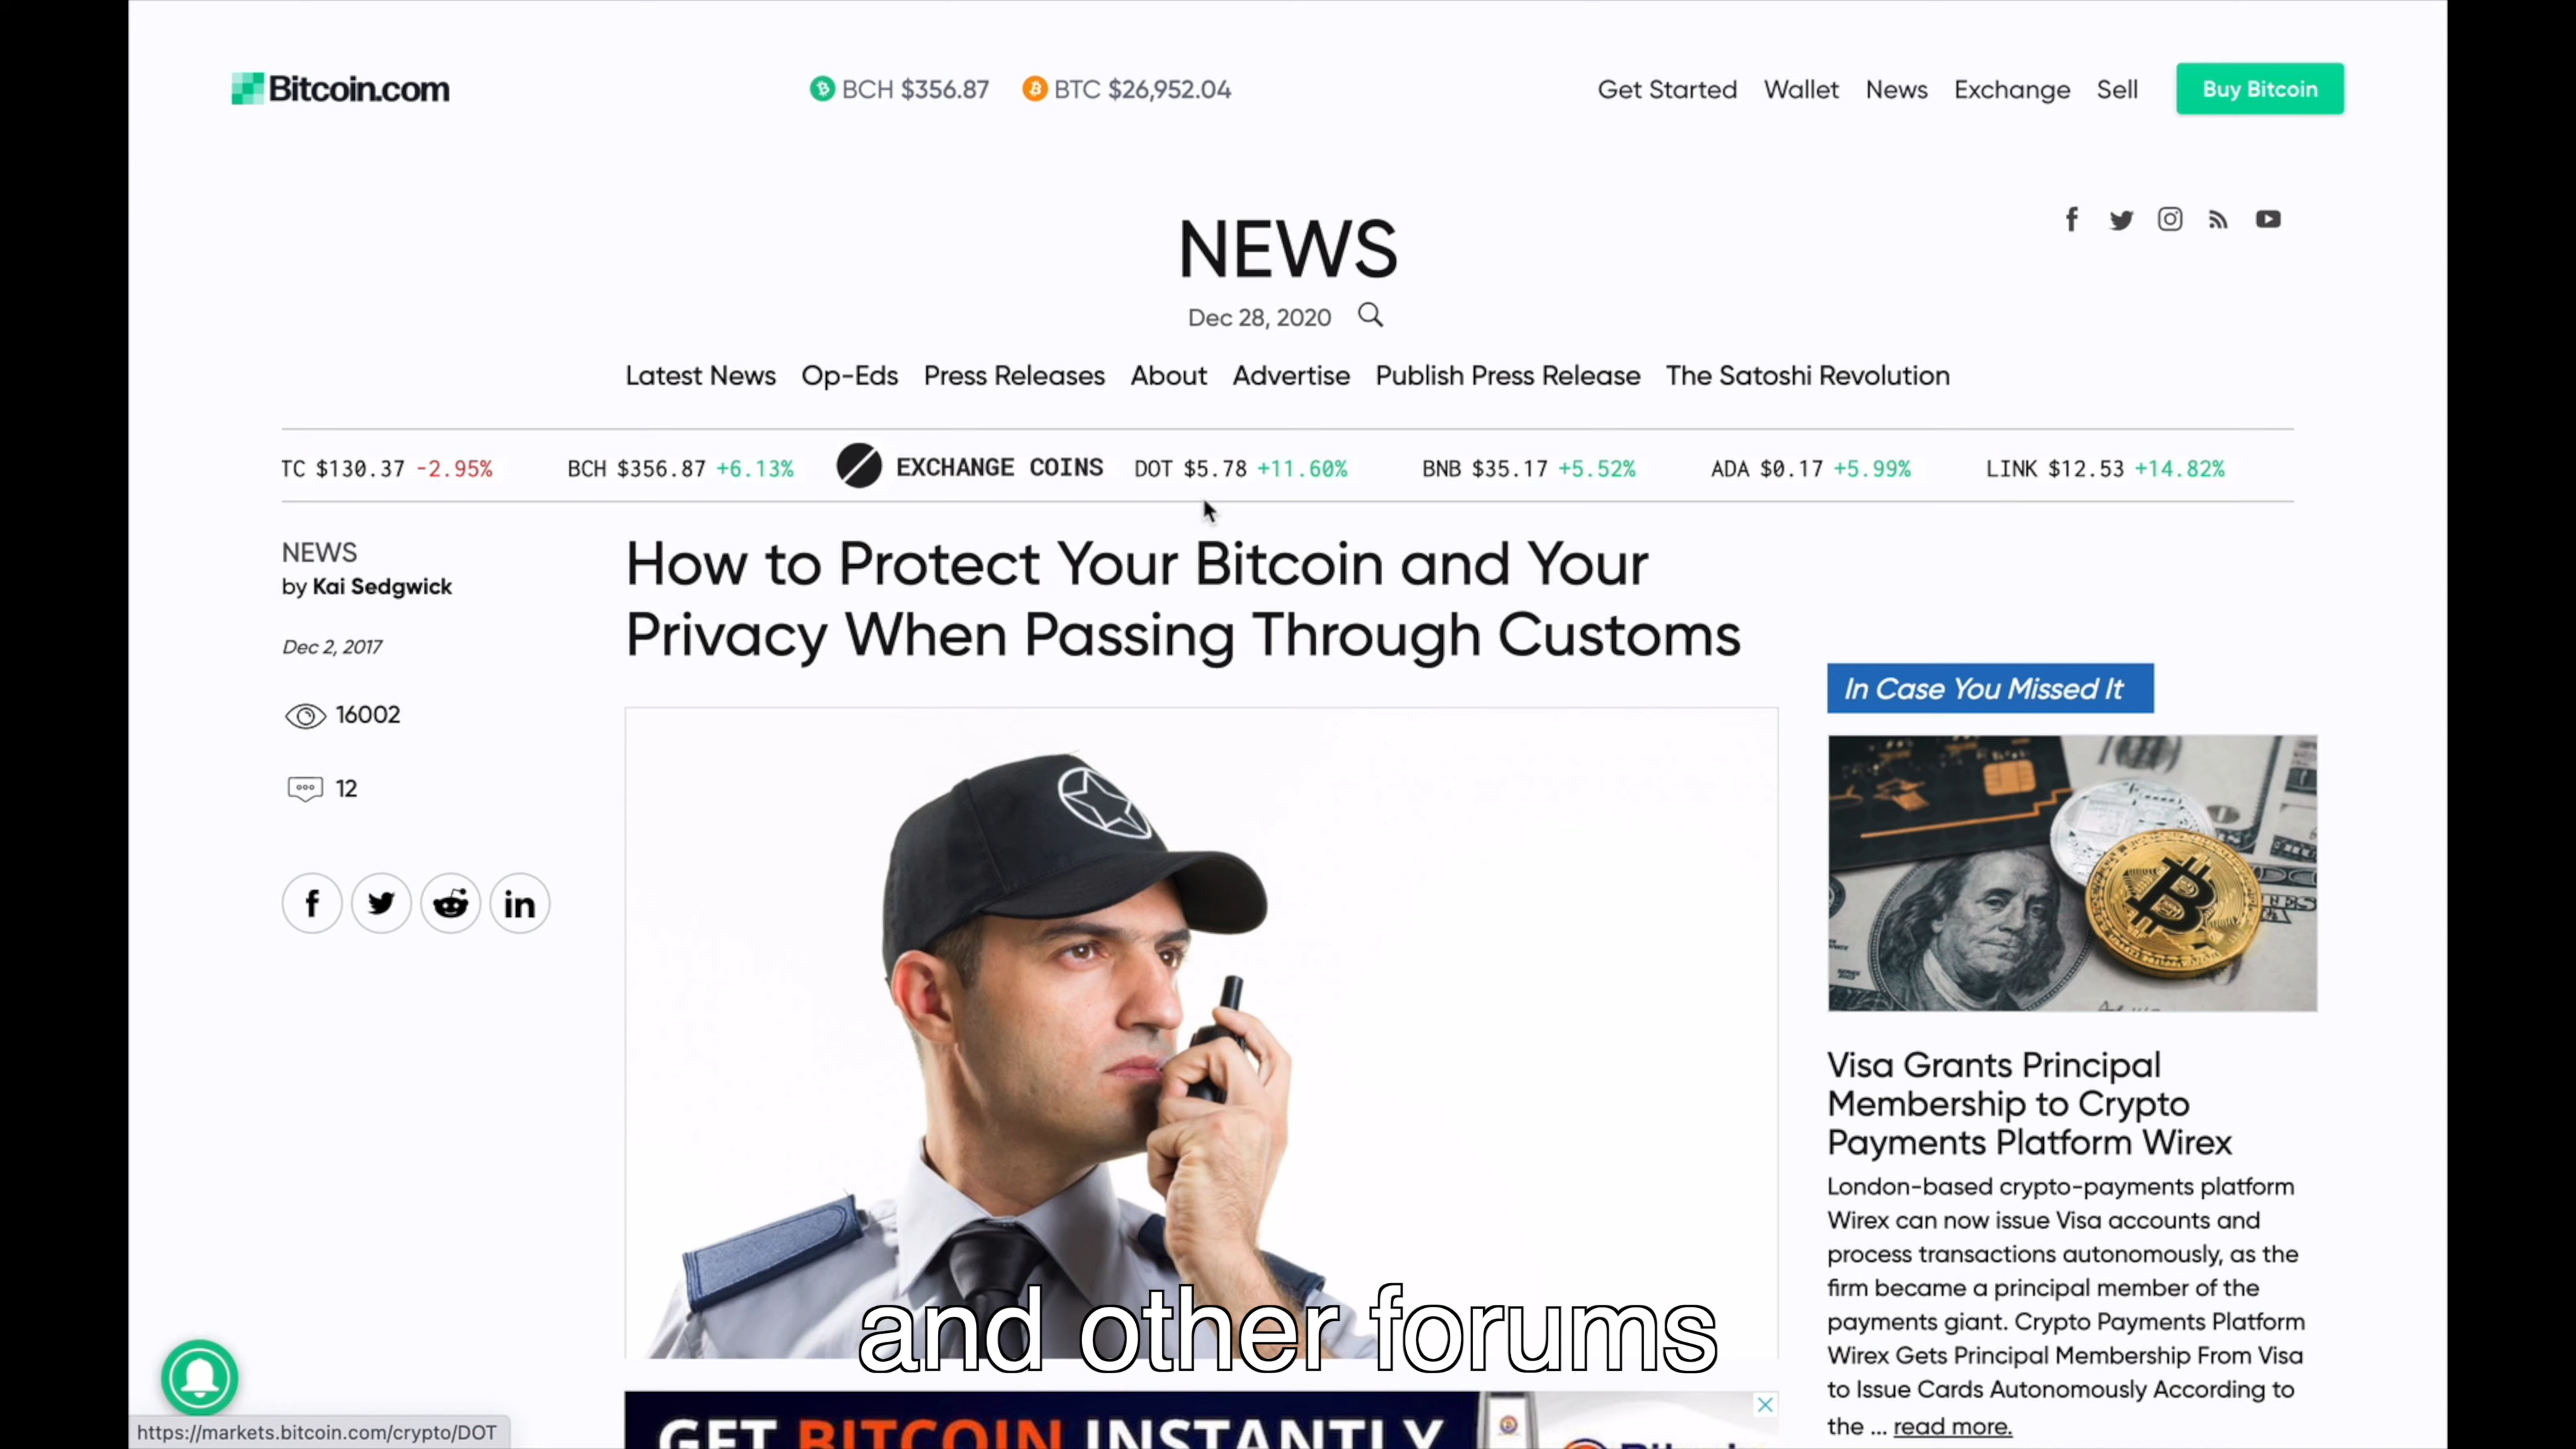 Bitcoin.com
BCH $356.87 BTC $26,952.04
Get Started Wallet News Exchange Sell Buy Bitcoin
NEWS
Dec 28, 2020
Latest News Op-Eds Press Releases About Advertise Publish Press Release The Satoshi Revolution
TC $130.37 -2.95% BCH $356.87 +6.13% EXCHANGE COINS DOT $5.78 +11.60% BNB $35.17 +5.52% ADA $0.17 +5.99% LINK $12.53 +14.82%
NEWS
by Kai Sedgwick
Dec 2, 2017
16002
12
How to Protect Your Bitcoin and Your
Privacy When Passing Through Customs
In Case You Missed It
Visa Grants Principal
Membership to Crypto
Payments Platform Wirex
London-based crypto-payments platform
Wirex can now issue Visa accounts and
process transactions autonomously, as the
firm became a principal member of the
payments giant. Crypto Payments Platform
Wirex Gets Principal Membership From Visa
to Issue Cards Autonomously According to
the ... read more.
and other forums
GET BITCOIN INSTANTLY
https://markets.bitcoin.com/crypto/DOT